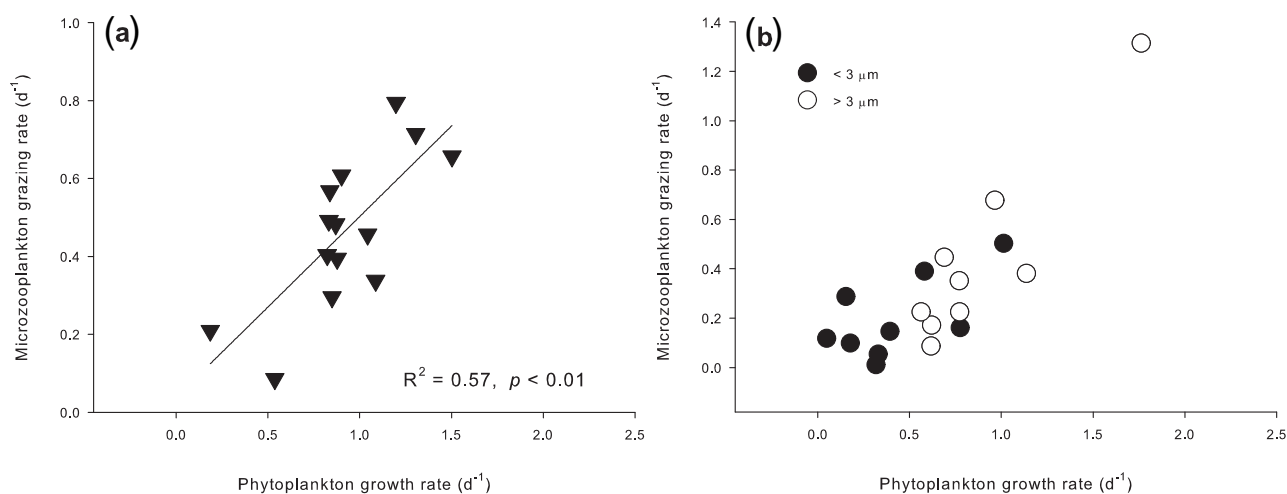 (a)
Microzooplankton grazing rate (d⁻¹)
1.0
0.8
0.6
0.4
0.2
0.0
R² = 0.57, p < 0.01
0.0 0.5 1.0 1.5 2.0 2.5
Phytoplankton growth rate (d⁻¹)
(b)
Microzooplankton grazing rate (d⁻¹)
1.4
1.2
1.0
0.8
0.6
0.4
0.2
0.0
< 3 μm
> 3 μm
0.0 0.5 1.0 1.5 2.0 2.5
Phytoplankton growth rate (d⁻¹)